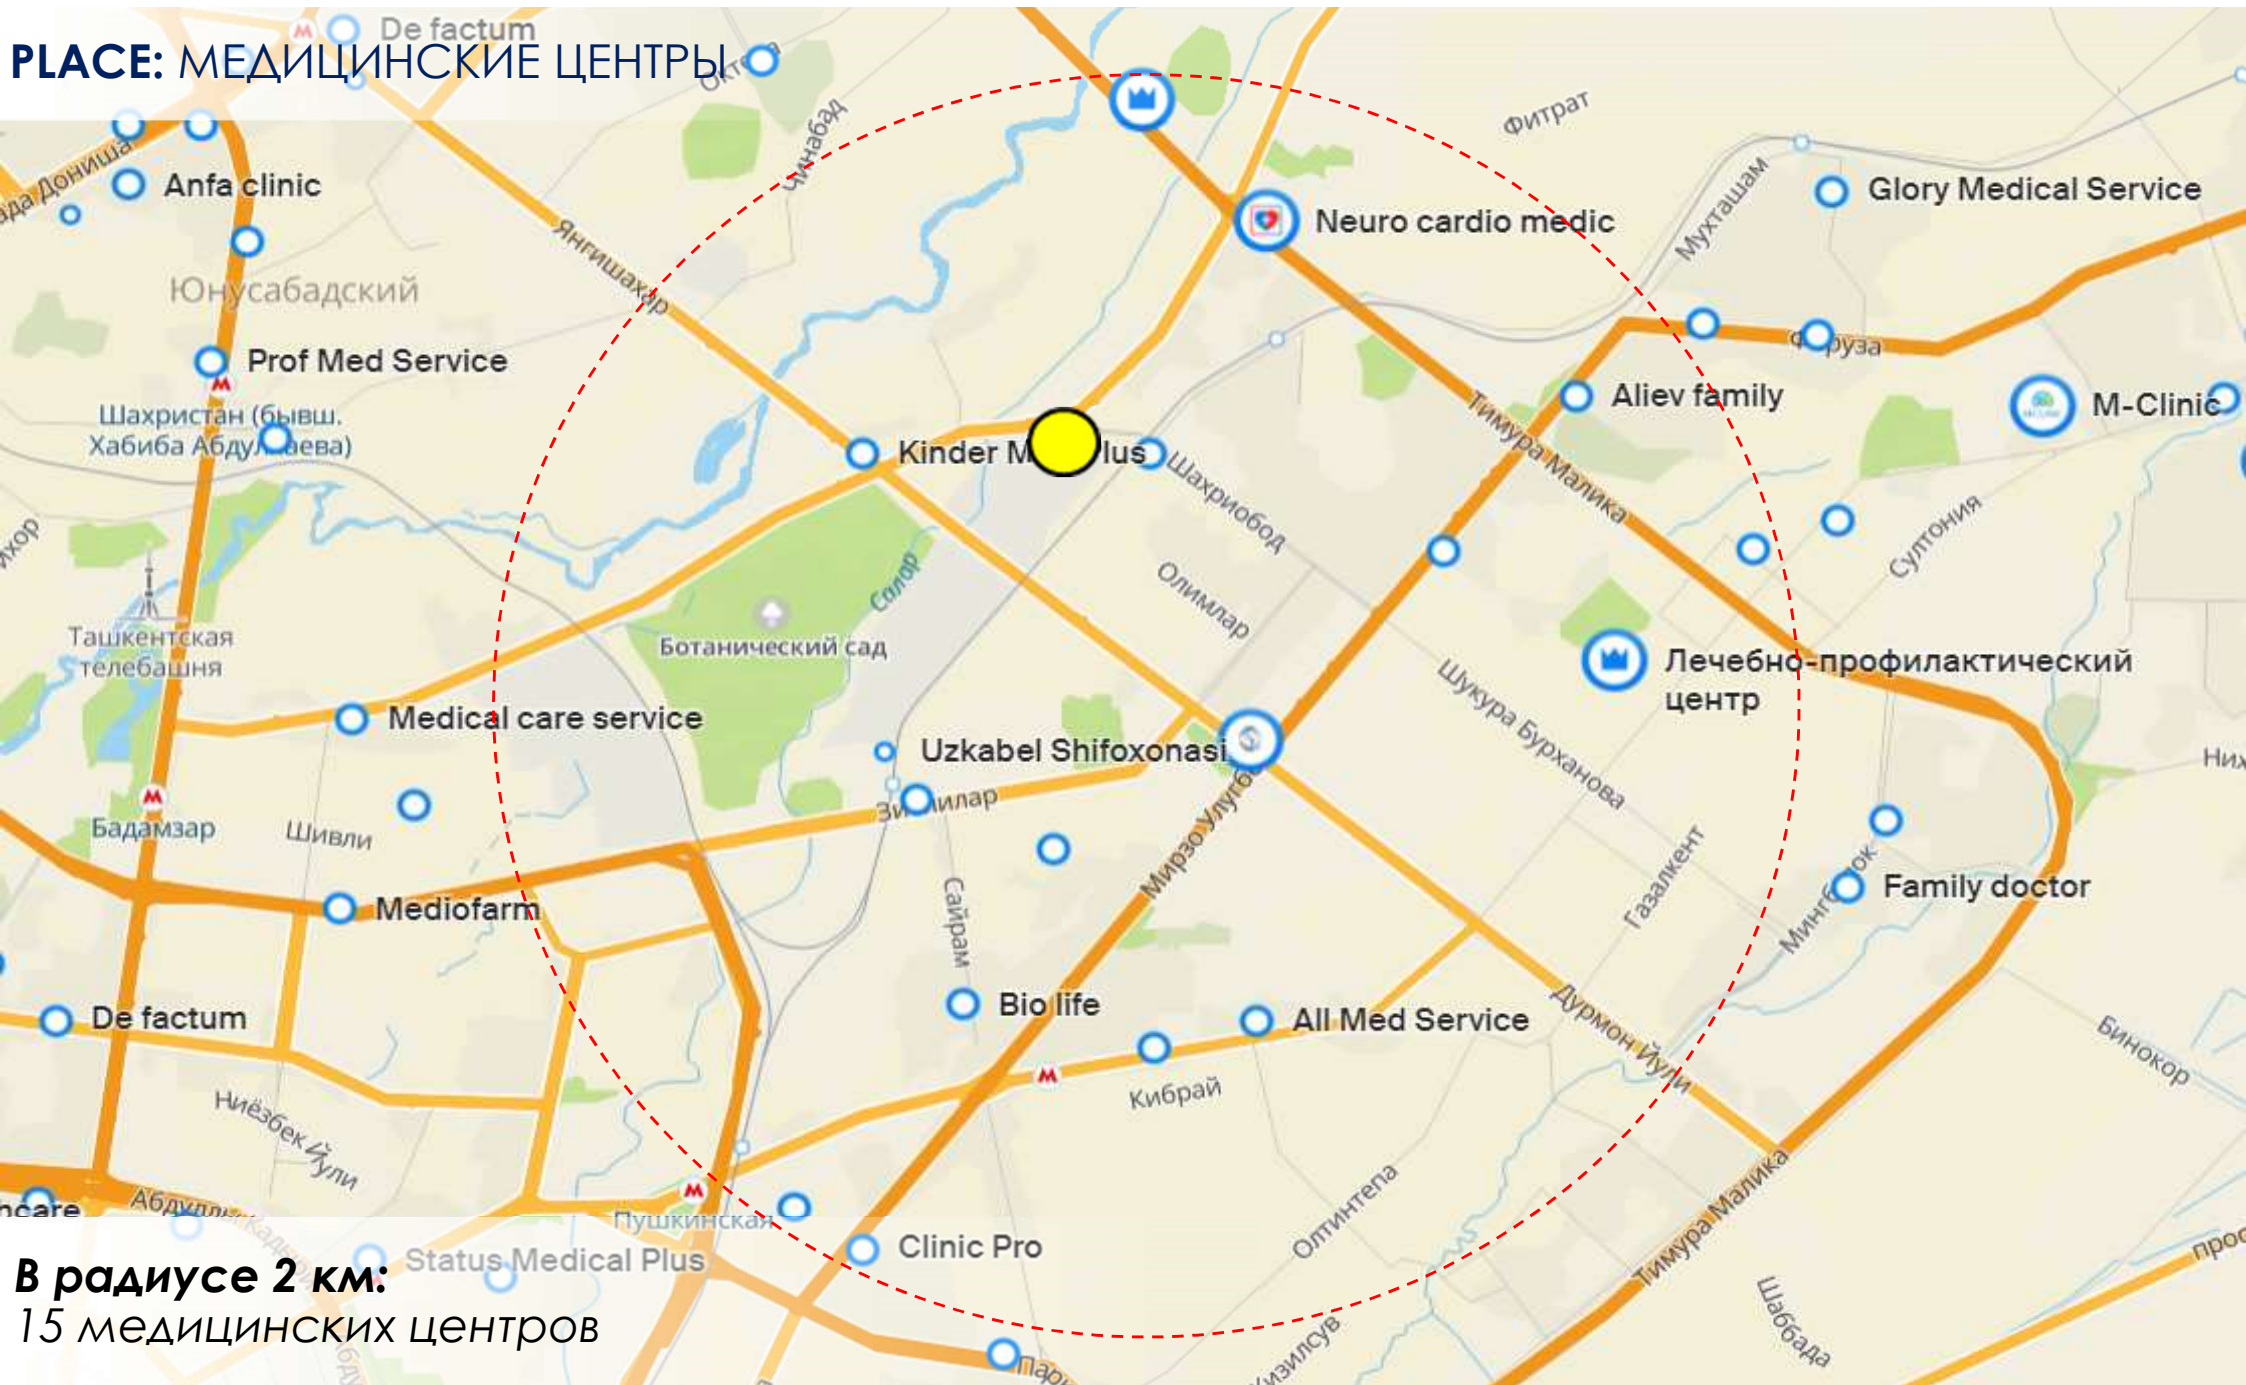 De factum
PLACE: МЕДИЦИНСКИЕ ЦЕНТРЫ
Чинабад
Фитрат
Anfa clinic
Мухташам
Glory Medical Service
Янгишахар
Neuro cardio medic
Юнусабадский
Prof Med Service
Aliev family
M-Clinic
Шахристан (бывш.
Kinder
lus
Шахриобод
Тимура Малика
Султония
Олимлар
Салар
Ташкентская
телебашня
Ботанический сад
Лечебно-профилактический
центр
Шукура Бурханова
Medical care service
Uzkabel Shifoxonasi
Бадамзар
Шивли
Мирзо
Газалкент
Family doctor
Mediofarm
Сайрам
De factum
Bio life
All Med Service
Дурмон Йули
Бинокор
Кибрай
Ниёзбек Йули
Пушкинская
Олтинтепа
Тимура Малика
Clinic Pro
Status Medical Plus
В радиусе 2 км:
15 медицинских центров
Шаббада
Кизилсув